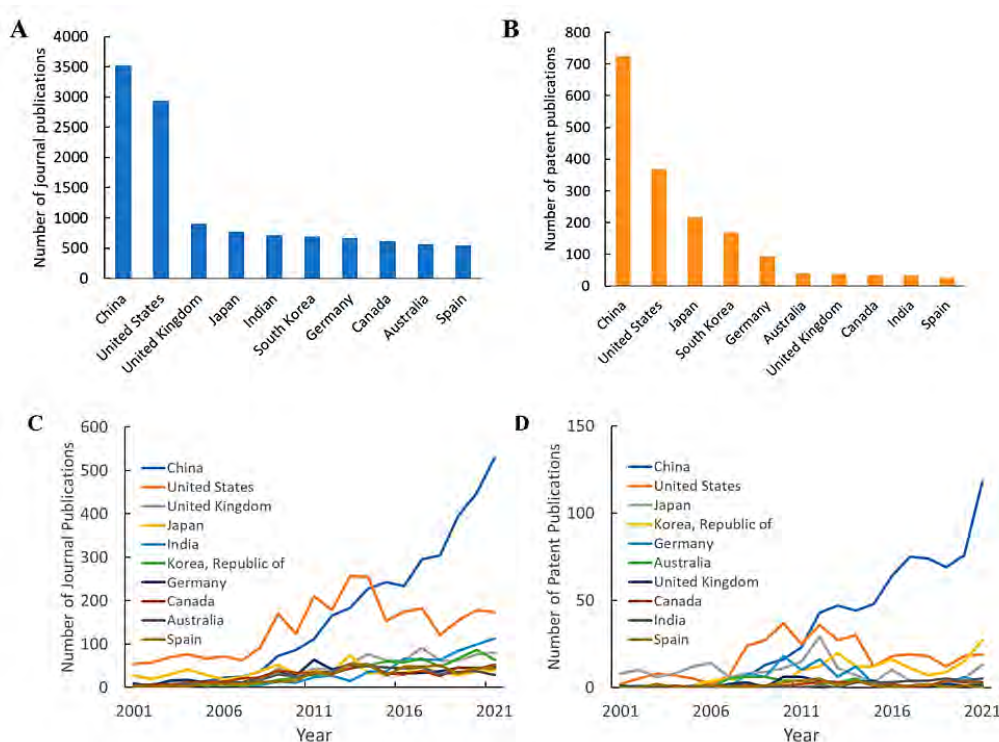 A
Number of journal publications
4000
3500
3000
2500
2000
1500
1000
500
0
China
United States
United Kingdom
Japan
Indian
South Korea
Germany
Canada
Australia
Spain
B
Number of patent publications
800
700
600
500
400
300
200
100
0
China
United States
Japan
South Korea
Germany
Australia
United Kingdom
Canada
India
Spain
C
Number of Journal Publications
600
500
400
300
200
100
0
China
United States
United Kingdom
Japan
India
Korea, Republic of
Germany
Canada
Australia
Spain
2001 2006 2011 2016 2021
Year
D
Number of Patent Publications
150
100
50
0
China
United States
Japan
Korea, Republic of
Germany
Australia
United Kingdom
Canada
India
Spain
2001 2006 2011 2016 2021
Year